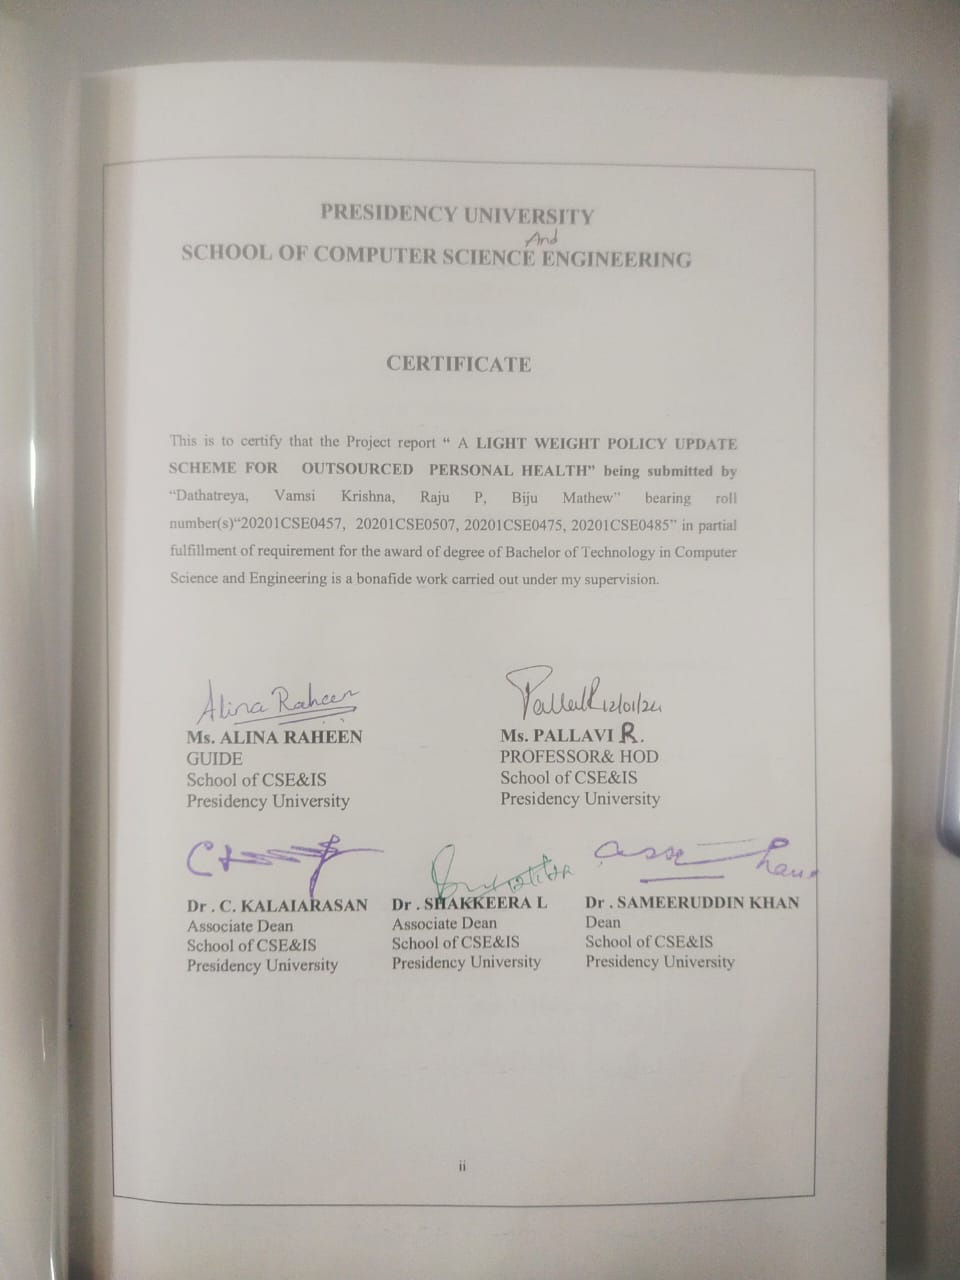 PRESIDENCY UNIVERSITY
And
SCHOOL OF COMPUTER SCIENCE ENGINEERING
CERTIFICATE
This is to certify that the Project report “ A LIGHT WEIGHT POLICY UPDATE
SCHEME FOR OUTSOURCED PERSONAL HEALTH” being submitted by
“Dathatreya, Vamsi Krishna, Raju P, Biju Mathew” bearing roll
number(s)“20201CSE0457, 20201CSE0507, 20201CSE0475, 20201CSE0485” in partial
fulfillment of requirement for the award of degree of Bachelor of Technology in Computer
Science and Engineering is a bonafide work carried out under my supervision.
Alina Raheen
12/01/24
Ms. ALINA RAHEEN
GUIDE
School of CSE&IS
Presidency University
Ms. PALLAVI R.
PROFESSOR& HOD
School of CSE&IS
Presidency University
Dr . C. KALAIARASAN
Associate Dean
School of CSE&IS
Presidency University
Dr . SHAKKEERA L
Associate Dean
School of CSE&IS
Presidency University
Dr . SAMEERUDDIN KHAN
Dean
School of CSE&IS
Presidency University
ii